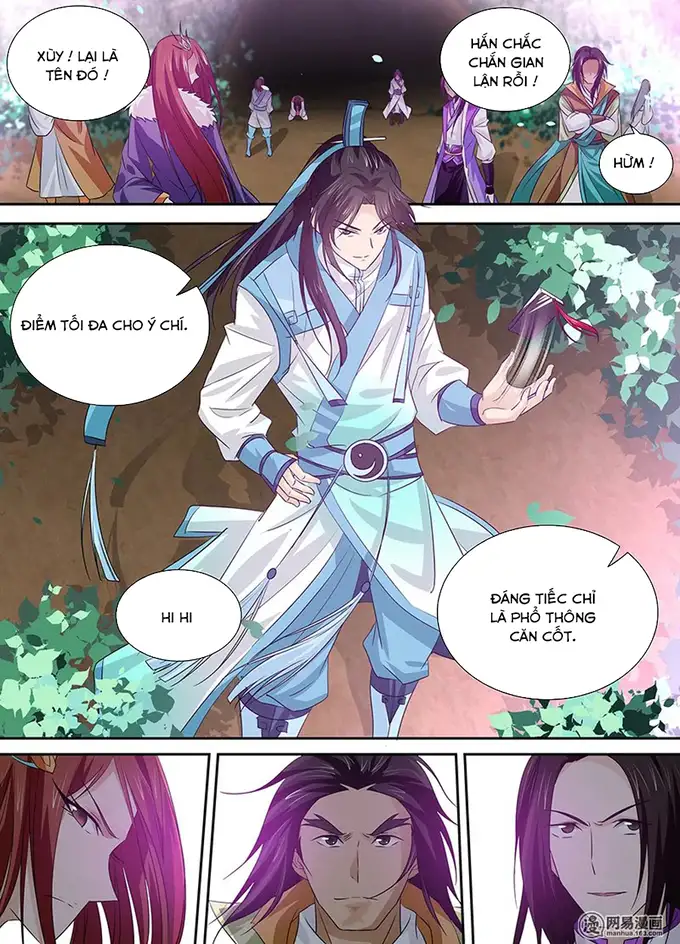 XÙY ! LẠI LÀ
TÊN ĐÓ !
HẮN CHẮC
CHẮN GIAN
LẬN RỒI !
HỪM !
ĐIỂM TỐI ĐA CHO Ý CHÍ.
HI HI
ĐÁNG TIẾC CHỈ
LÀ PHỔ THÔNG
CĂN CỐT.
网易漫画
manhua.163.com